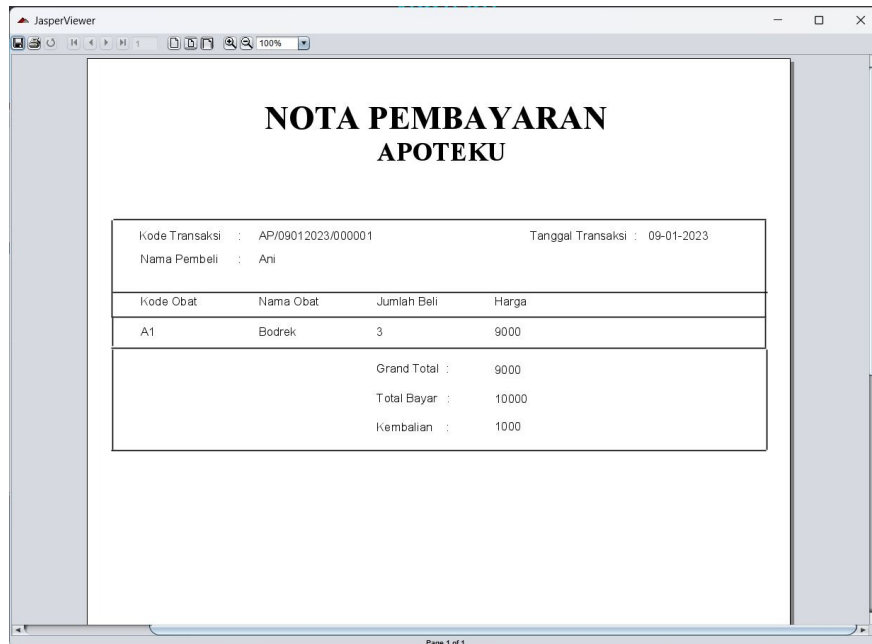 JasperViewer
1
100%
NOTA PEMBAYARAN
APOTEKU
Kode Transaksi : AP/09012023/000001 Tanggal Transaksi : 09-01-2023
Nama Pembeli : Ani
Kode Obat Nama Obat Jumlah Beli Harga
A1 Bodrek 3 9000
Grand Total : 9000
Total Bayar : 10000
Kembalian : 1000
Page 1 of 1